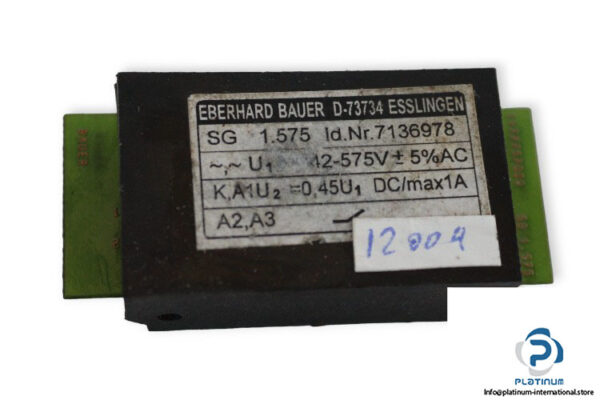 EBERHARD BAUER D-73734 ESSLINGEN
SG 1.575 Id.Nr.7136978
~,~ U1 42-575V ± 5%AC
K,A1U2 =0,45U1 DC/max1A
A2,A3
12009
PLATINUM
Info@platinum-international.store